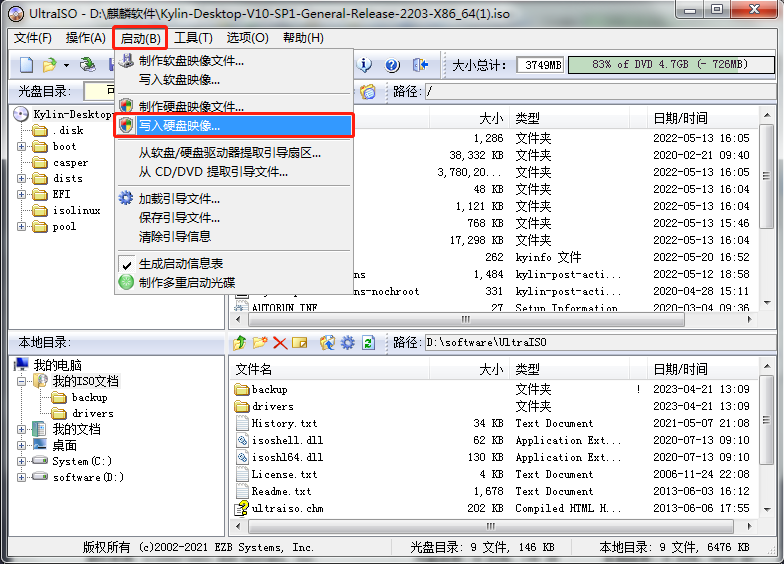 UltraISO - D:\麒麟软件\Kylin-Desktop-V10-SP1-General-Release-2203-X86_64(1).iso
文件(F) 操作(A) 启动(B) 工具(T) 选项(O) 帮助(H)
大小总计: 3749MB 83% of DVD 4.7GB (- 726MB)
光盘目录: 可 路径: /
制作软盘映像文件...
写入软盘映像...
制作硬盘映像文件...
写入硬盘映像...
从软盘/硬盘驱动器提取引导扇区...
从 CD/DVD 提取引导文件...
加载引导文件...
保存引导文件...
清除引导信息
生成启动信息表
制作多重启动光碟
Kylin-Desktop
.disk
boot
casper
dists
EFI
isolinux
pool
大小 类型 日期/时间
1,286 文件夹 2022-05-13 16:05
38,332 KB 文件夹 2020-02-21 09:40
3,780,20... 文件夹 2022-05-13 16:05
48 KB 文件夹 2022-05-13 16:04
1,121 KB 文件夹 2022-05-13 16:04
768 KB 文件夹 2022-05-13 15:46
17,298 KB 文件夹 2022-05-13 16:04
262 kyinfo 文件 2022-05-20 16:52
ns 1,484 kylin-post-acti... 2022-05-12 18:58
ns-nochroot 331 kylin-post-acti... 2020-04-28 15:11
AUTORUN.INF 27 Setup Information 2020-03-04 09:36
本地目录: 路径: D:\software\UltraISO
我的电脑
我的ISO文档
backup
drivers
我的文档
桌面
System(C:)
software(D:)
文件名 大小 类型 日期/时间
backup 文件夹 ! 2023-04-21 13:09
drivers 文件夹 2023-04-21 13:09
History.txt 34 KB Text Document 2021-05-07 21:08
isoshell.dll 62 KB Application Ext... 2020-07-13 09:10
isoshl64.dll 130 KB Application Ext... 2020-07-13 09:10
License.txt 4 KB Text Document 2006-11-24 22:08
Readme.txt 1,678 Text Document 2013-06-03 16:12
ultraiso.chm 202 KB Compiled HTML H... 2013-06-06 17:55
版权所有 (c)2002-2021 EZB Systems, Inc. 光盘目录: 9 文件, 146 KB 本地目录: 9 文件, 6476 KB